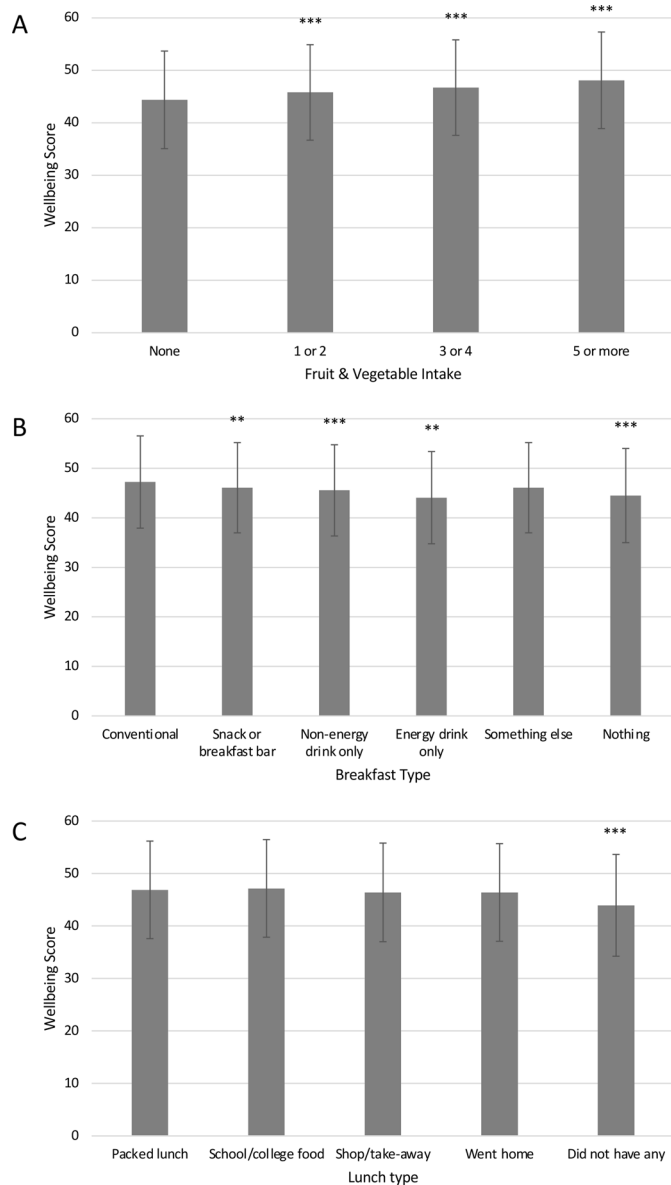 A
60
50
40
30
20
10
0
Wellbeing Score
*** *** ***
None 1 or 2 3 or 4 5 or more
Fruit & Vegetable Intake
B
60
50
40
30
20
10
0
Wellbeing Score
** *** ** ***
Conventional Snack or breakfast bar Non-energy drink only Energy drink only Something else Nothing
Breakfast Type
C
60
50
40
30
20
10
0
Wellbeing Score
***
Packed lunch School/college food Shop/take-away Went home Did not have any
Lunch type